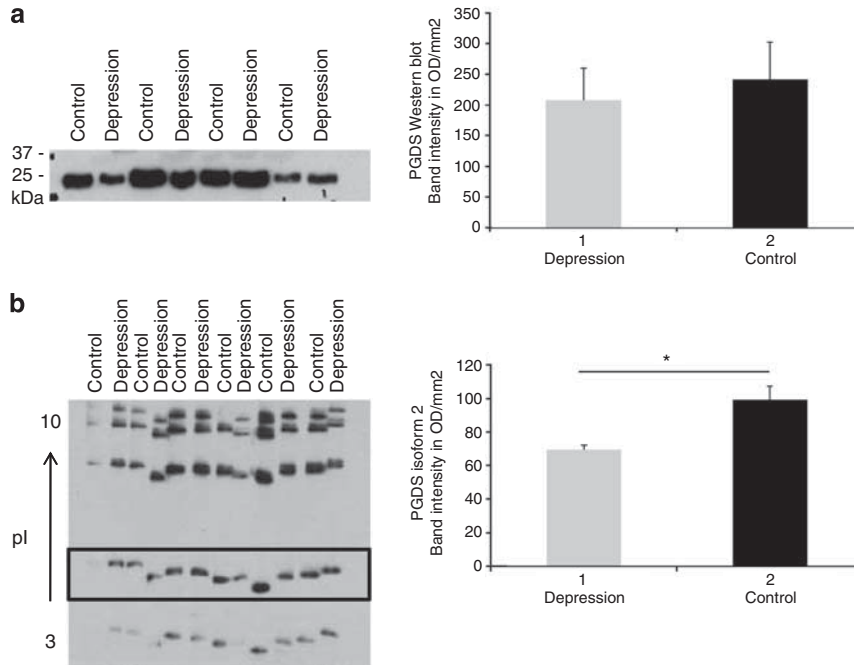 a
Control
Depression
Control
Depression
Control
Depression
Control
Depression
37 -
25 -
kDa
PGDS Western blot
Band intensity in OD/mm2
350
300
250
200
150
100
50
0
1
Depression
2
Control
b
Control
Depression
Control
Depression
Control
Depression
Control
Depression
Control
Depression
Control
Depression
10
pI
3
PGDS isoform 2
Band intensity in OD/mm2
120
100
80
60
40
20
0
*
1
Depression
2
Control